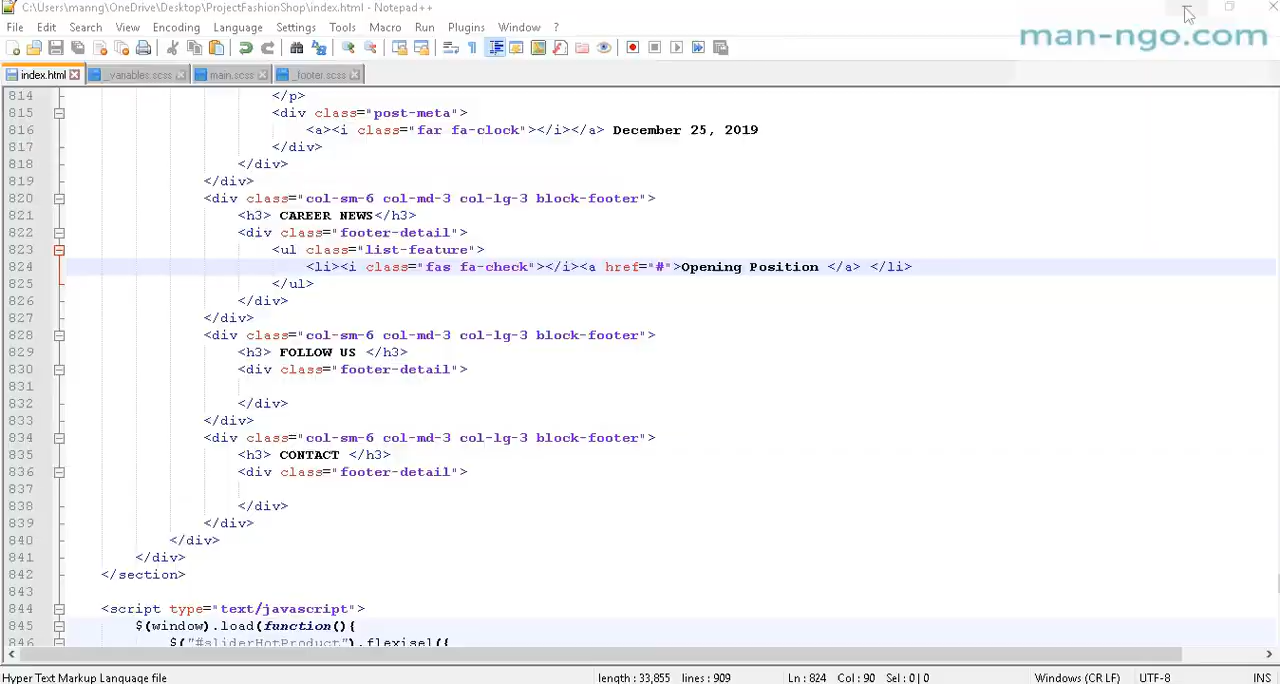 C:\Users\manng\OneDrive\Desktop\ProjectFashionShop\index.html - Notepad++
File Edit Search View Encoding Language Settings Tools Macro Run Plugins Window ?
man-ngo.com
index.html _variables.scss main.scss _footer.scss
814 </p>
815 <div class="post-meta">
816 <a><i class="far fa-clock"></i></a> December 25, 2019
817 </div>
818 </div>
819 </div>
820 <div class="col-sm-6 col-md-3 col-lg-3 block-footer">
821 <h3> CAREER NEWS</h3>
822 <div class="footer-detail">
823 <ul class="list-feature">
824 <li><i class="fas fa-check"></i><a href="#">Opening Position </a> </li>
825 </ul>
826 </div>
827 </div>
828 <div class="col-sm-6 col-md-3 col-lg-3 block-footer">
829 <h3> FOLLOW US </h3>
830 <div class="footer-detail">
831
832 </div>
833 </div>
834 <div class="col-sm-6 col-md-3 col-lg-3 block-footer">
835 <h3> CONTACT </h3>
836 <div class="footer-detail">
837
838 </div>
839 </div>
840 </div>
841 </div>
842 </section>
843
844 <script type="text/javascript">
845 $(window).load(function(){
846 $("#sliderHotProduct").flexisel({
Hyper Text Markup Language file length : 33,855 lines : 909 Ln : 824 Col : 90 Sel : 0 | 0 Windows (CR LF) UTF-8 INS